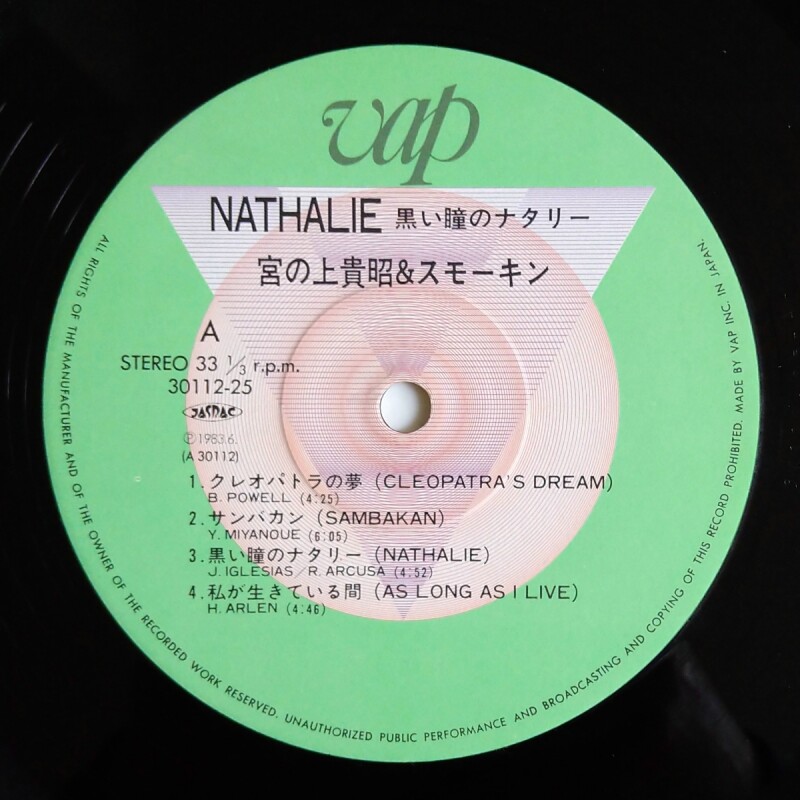 vap
NATHALIE 黒い瞳のナタリー
宮の上貴昭&スモーキン
A
STEREO 33 1/3 r.p.m.
30112-25
JASRAC
Ⓟ1983.6.
(A 30112)
1. クレオパトラの夢 (CLEOPATRA'S DREAM)
B. POWELL (4:25)
2. サンバカン (SAMBAKAN)
Y. MIYANOUE (6:05)
3. 黒い瞳のナタリー (NATHALIE)
J. IGLESIAS / R. ARCUSA (4:52)
4. 私が生きている間 (AS LONG AS I LIVE)
H. ARLEN (4:46)
ALL RIGHTS OF THE MANUFACTURER AND OF THE OWNER OF THE RECORDED WORK RESERVED. UNAUTHORIZED PUBLIC PERFORMANCE AND BROADCASTING AND COPYING OF THIS RECORD PROHIBITED. MADE BY VAP INC. IN JAPAN.